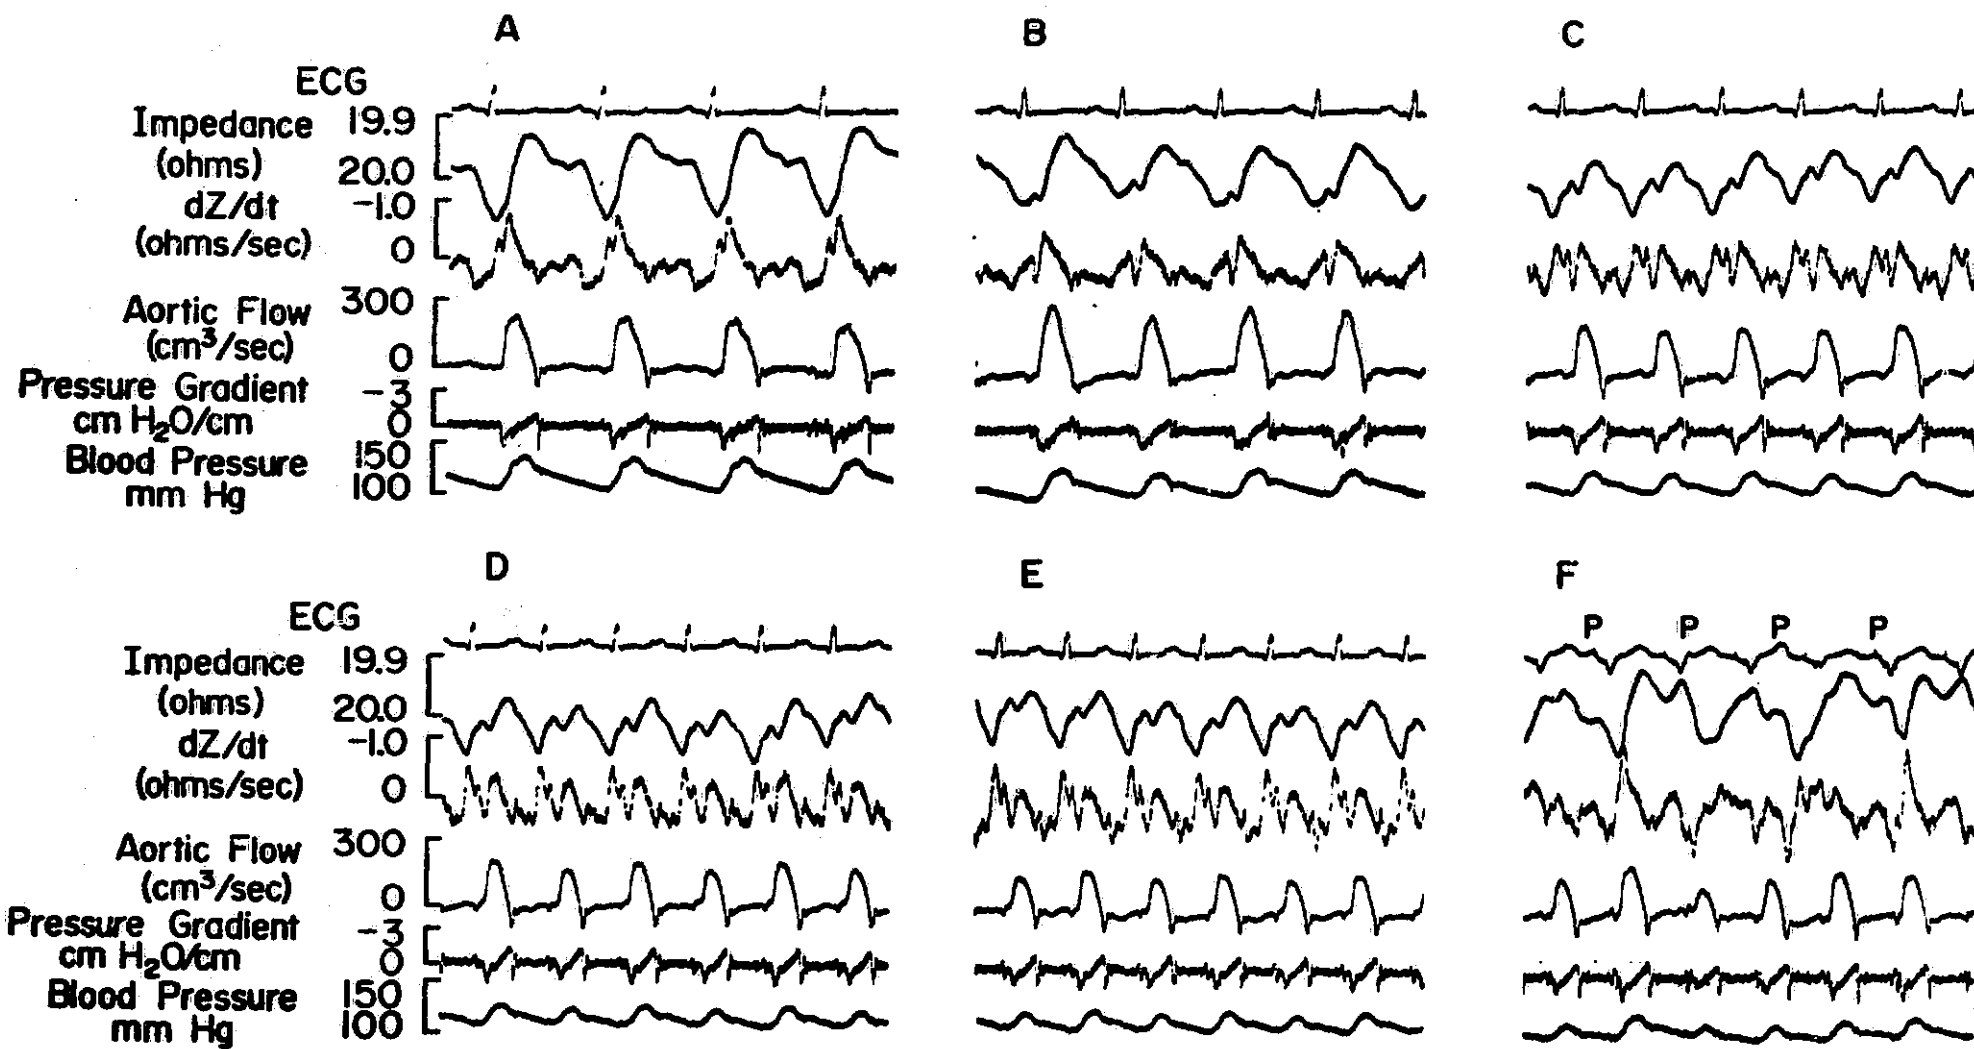 A B C
ECG
Impedance 19.9
(ohms) 20.0
dZ/dt -1.0
(ohms/sec) 0
Aortic Flow 300
(cm³/sec) 0
Pressure Gradient -3
cm H₂O/cm 0
Blood Pressure 150
mm Hg 100
D E F
P P P P
ECG
Impedance 19.9
(ohms) 20.0
dZ/dt -1.0
(ohms/sec) 0
Aortic Flow 300
(cm³/sec) 0
Pressure Gradient -3
cm H₂O/cm 0
Blood Pressure 150
mm Hg 100